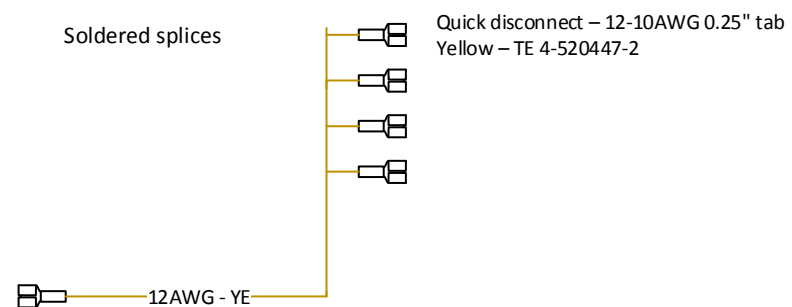 Soldered splices
Quick disconnect – 12-10AWG 0.25" tab
Yellow – TE 4-520447-2
12AWG - YE